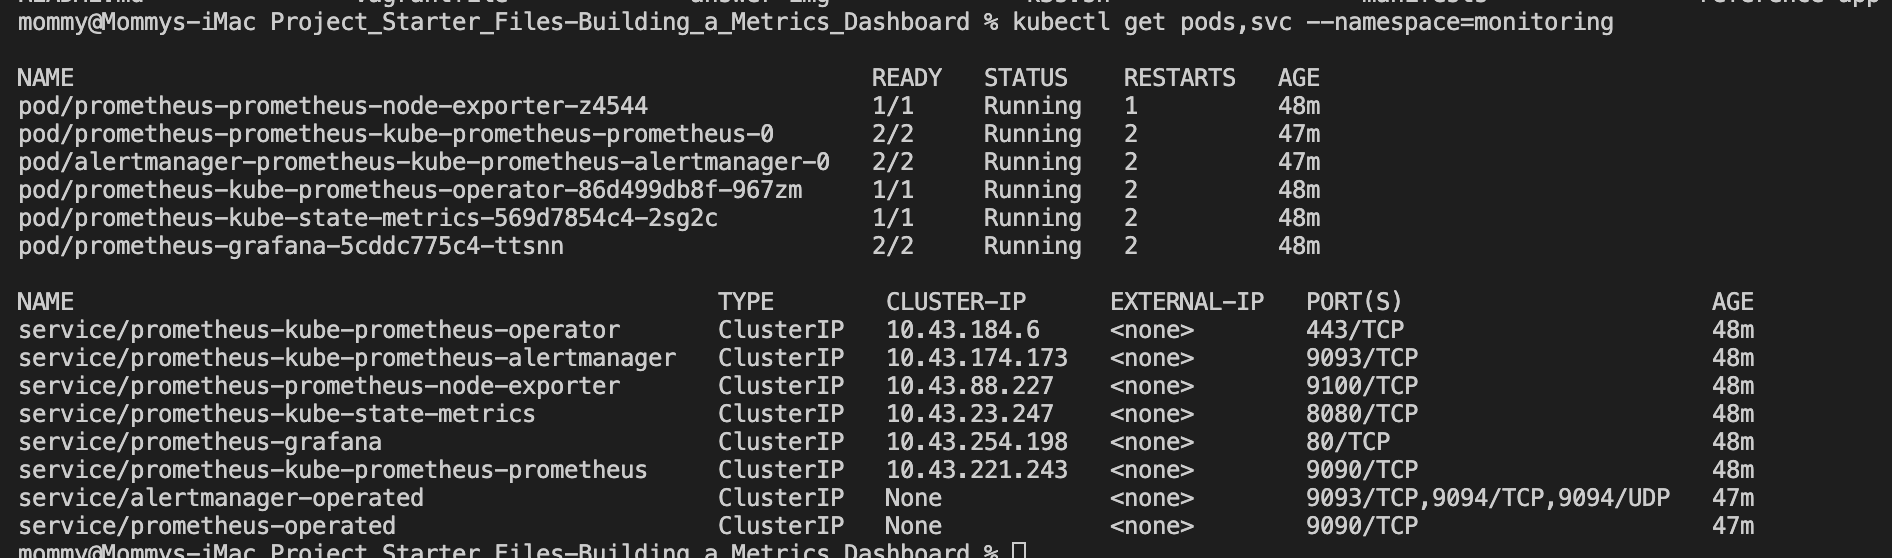 README.md Vagrantfile answer-img k3s.sh manifests reference-app
mommy@Mommys-iMac Project_Starter_Files-Building_a_Metrics_Dashboard % kubectl get pods,svc --namespace=monitoring
NAME READY STATUS RESTARTS AGE
pod/prometheus-prometheus-node-exporter-z4544 1/1 Running 1 48m
pod/prometheus-prometheus-kube-prometheus-prometheus-0 2/2 Running 2 47m
pod/alertmanager-prometheus-kube-prometheus-alertmanager-0 2/2 Running 2 47m
pod/prometheus-kube-prometheus-operator-86d499db8f-967zm 1/1 Running 2 48m
pod/prometheus-kube-state-metrics-569d7854c4-2sg2c 1/1 Running 2 48m
pod/prometheus-grafana-5cddc775c4-ttsnn 2/2 Running 2 48m
NAME TYPE CLUSTER-IP EXTERNAL-IP PORT(S) AGE
service/prometheus-kube-prometheus-operator ClusterIP 10.43.184.6 <none> 443/TCP 48m
service/prometheus-kube-prometheus-alertmanager ClusterIP 10.43.174.173 <none> 9093/TCP 48m
service/prometheus-prometheus-node-exporter ClusterIP 10.43.88.227 <none> 9100/TCP 48m
service/prometheus-kube-state-metrics ClusterIP 10.43.23.247 <none> 8080/TCP 48m
service/prometheus-grafana ClusterIP 10.43.254.198 <none> 80/TCP 48m
service/prometheus-kube-prometheus-prometheus ClusterIP 10.43.221.243 <none> 9090/TCP 48m
service/alertmanager-operated ClusterIP None <none> 9093/TCP,9094/TCP,9094/UDP 47m
service/prometheus-operated ClusterIP None <none> 9090/TCP 47m
mommy@Mommys-iMac Project_Starter_Files-Building_a_Metrics_Dashboard %